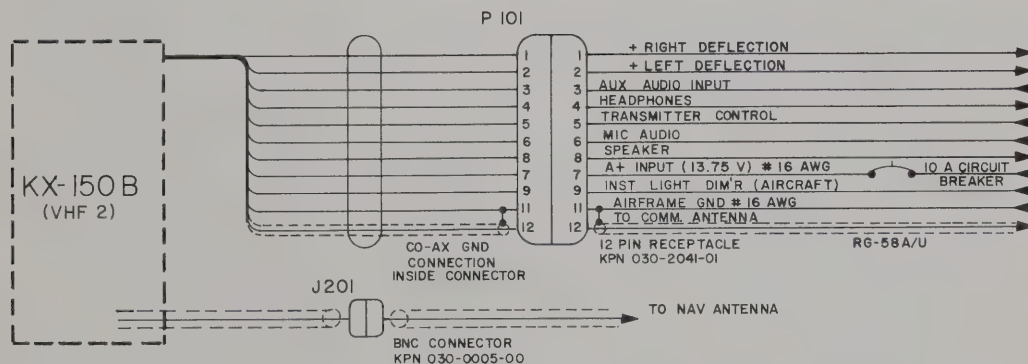 P 101
KX-150B
(VHF 2)
1 1 + RIGHT DEFLECTION
2 2 + LEFT DEFLECTION
3 3 AUX AUDIO INPUT
4 4 HEADPHONES
5 5 TRANSMITTER CONTROL
6 6 MIC AUDIO
8 8 SPEAKER
7 7 A+ INPUT (13.75 V) # 16 AWG 10 A CIRCUIT
BREAKER
9 9 INST LIGHT DIM'R (AIRCRAFT)
11 11 AIRFRAME GND # 16 AWG
12 12 TO COMM. ANTENNA
CO-AX GND
CONNECTION
INSIDE CONNECTOR
12 PIN RECEPTACLE
KPN 030-2041-01
RG-58A/U
J201
TO NAV ANTENNA
BNC CONNECTOR
KPN 030-0005-00